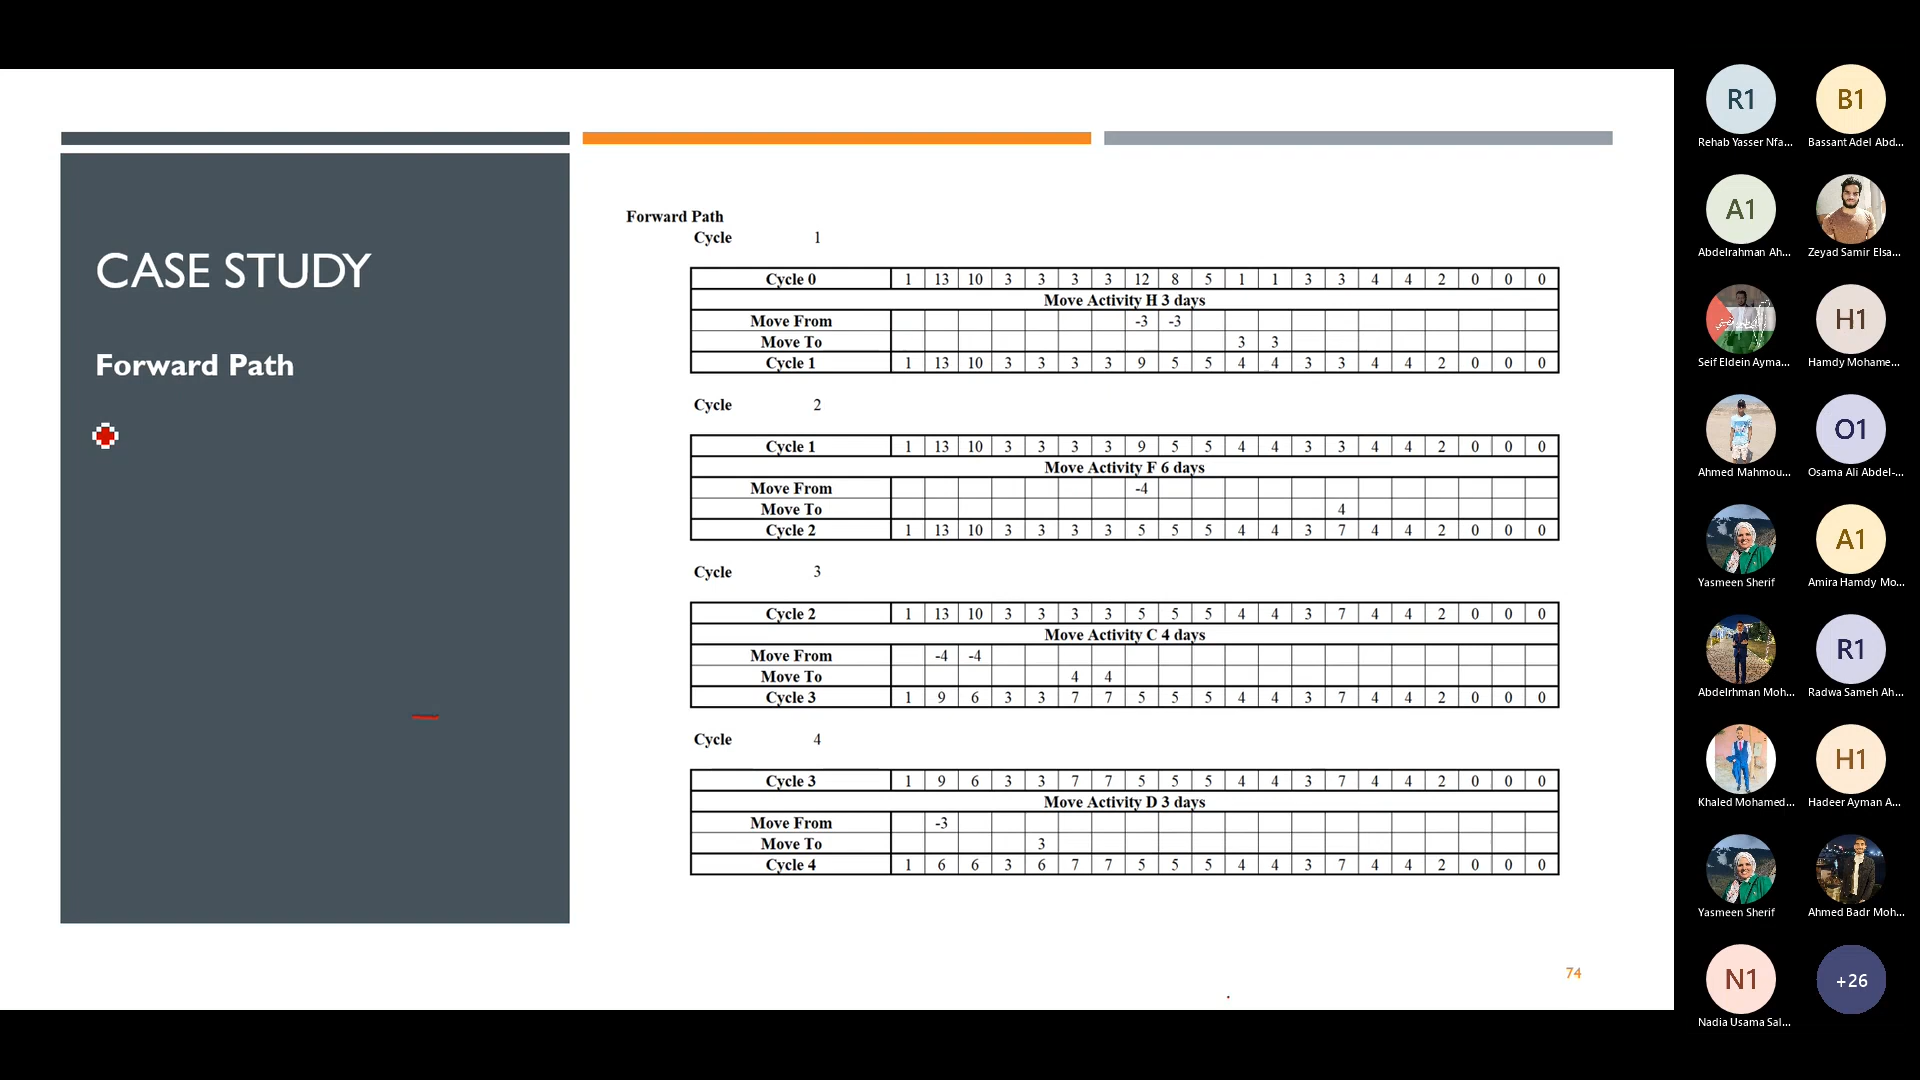 CASE STUDY
Forward Path
Forward Path
Cycle 1
Cycle 0 1 13 10 3 3 3 3 12 8 5 1 1 3 3 4 4 2 0 0 0
Move Activity H 3 days
Move From -3 -3
Move To 3 3
Cycle 1 1 13 10 3 3 3 3 9 5 5 4 4 3 3 4 4 2 0 0 0
Cycle 2
Cycle 1 1 13 10 3 3 3 3 9 5 5 4 4 3 3 4 4 2 0 0 0
Move Activity F 6 days
Move From -4
Move To 4
Cycle 2 1 13 10 3 3 3 3 5 5 5 4 4 3 7 4 4 2 0 0 0
Cycle 3
Cycle 2 1 13 10 3 3 3 3 5 5 5 4 4 3 7 4 4 2 0 0 0
Move Activity C 4 days
Move From -4 -4
Move To 4 4
Cycle 3 1 9 6 3 3 7 7 5 5 5 4 4 3 7 4 4 2 0 0 0
Cycle 4
Cycle 3 1 9 6 3 3 7 7 5 5 5 4 4 3 7 4 4 2 0 0 0
Move Activity D 3 days
Move From -3
Move To 3
Cycle 4 1 6 6 3 6 7 7 5 5 5 4 4 3 7 4 4 2 0 0 0
74
R1 B1
Rehab Yasser Nfa... Bassant Adel Abd...
A1
Abdelrahman Ah... Zeyad Samir Elsa...
H1
Seif Eldein Ayma... Hamdy Mohame...
O1
Ahmed Mahmou... Osama Ali Abdel-...
A1
Yasmeen Sherif Amira Hamdy Mo...
R1
Abdelrhman Moh... Radwa Sameh Ah...
H1
Khaled Mohamed... Hadeer Ayman A...
Yasmeen Sherif Ahmed Badr Moh...
N1 +26
Nadia Usama Sal...